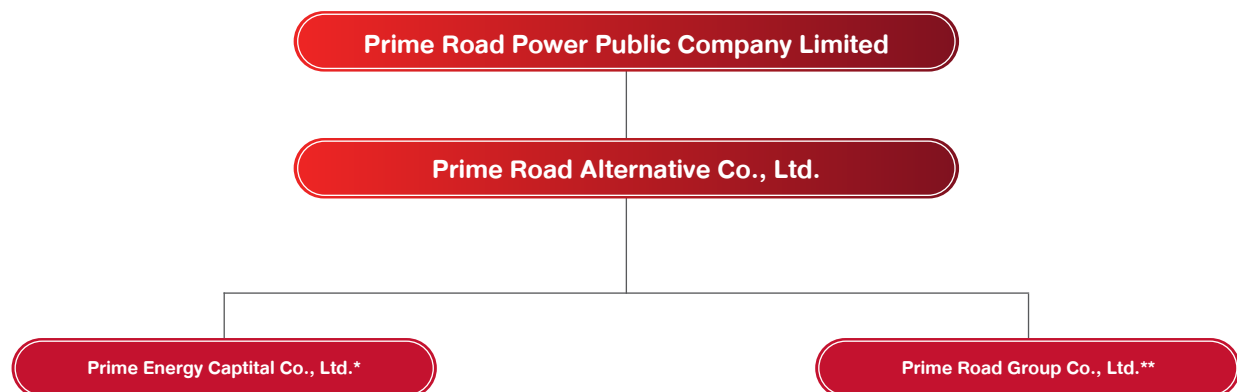 Prime Road Power Public Company Limited
Prime Road Alternative Co., Ltd.
Prime Energy Captital Co., Ltd.*
Prime Road Group Co., Ltd.**